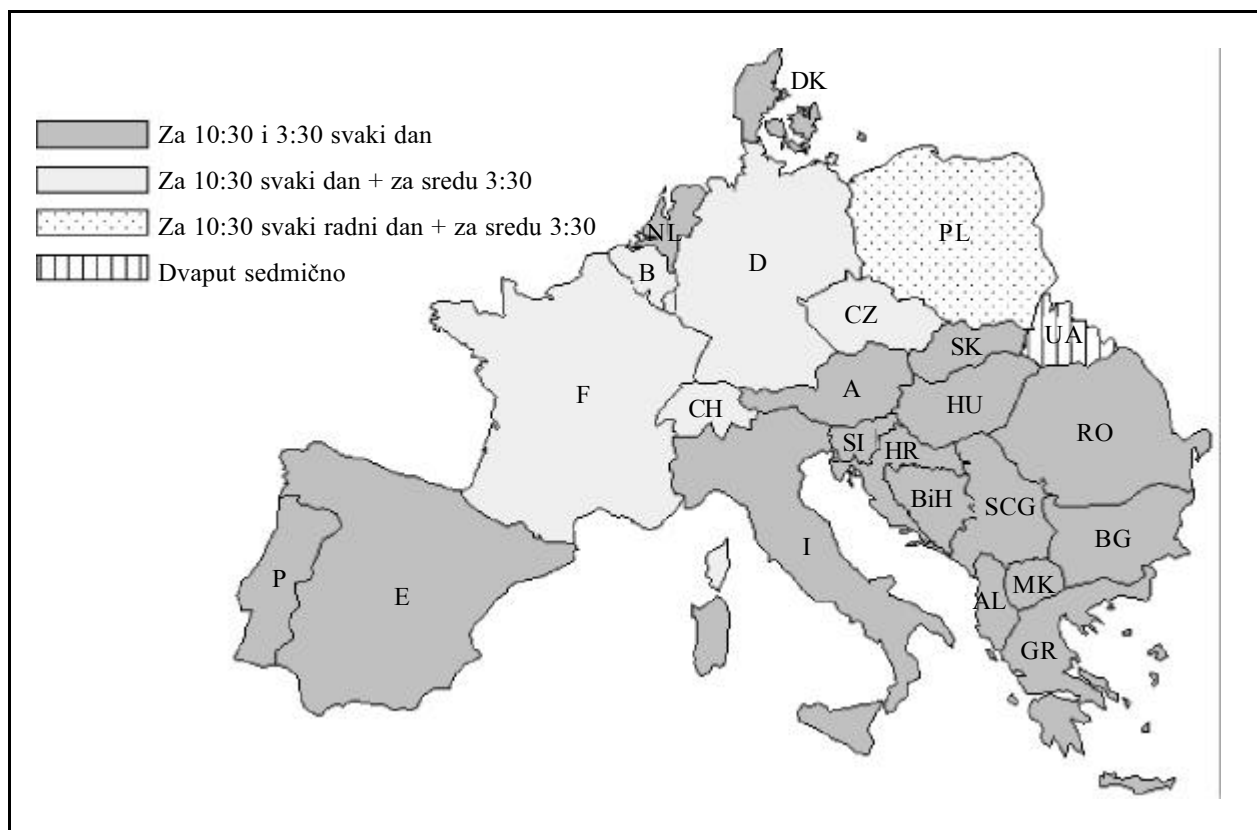 Za 10:30 i 3:30 svaki dan
Za 10:30 svaki dan + za sredu 3:30
Za 10:30 svaki radni dan + za sredu 3:30
Dvaput sedmično
DK
NL
PL
B
D
CZ
UA
SK
F
CH
A
HU
RO
SI
HR
BiH
SCG
BG
I
P
E
MK
AL
GR